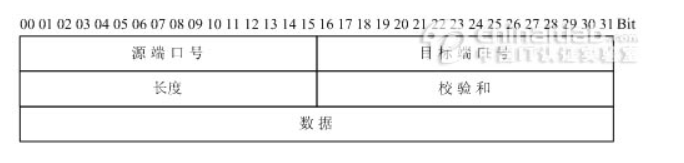 00 01 02 03 04 05 06 07 08 09 10 11 12 13 14 15 16 17 18 19 20 21 22 23 24 25 26 27 28 29 30 31 Bit
源端口号 目标端口号
长度 校验和
数据